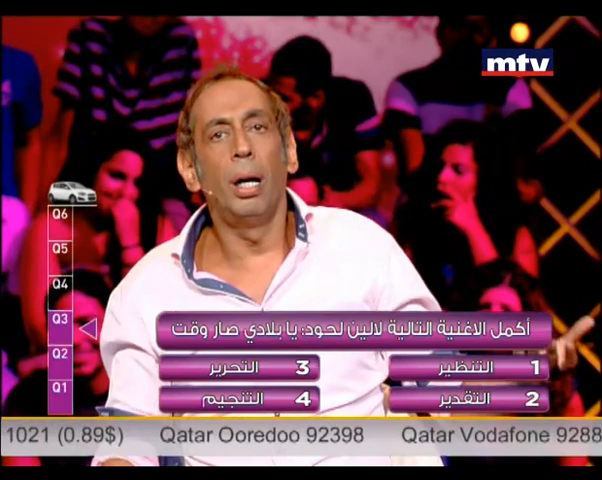 mtv
Q6
Q5
Q4
Q3
Q2
Q1
أكمل الاغنية التالية لالين لحود: يا بلادي صار وقت
1 التنظير
3 التحرير
2 التقدير
4 التنجيم
1021 (0.89$) Qatar Ooredoo 92398 Qatar Vodafone 9288